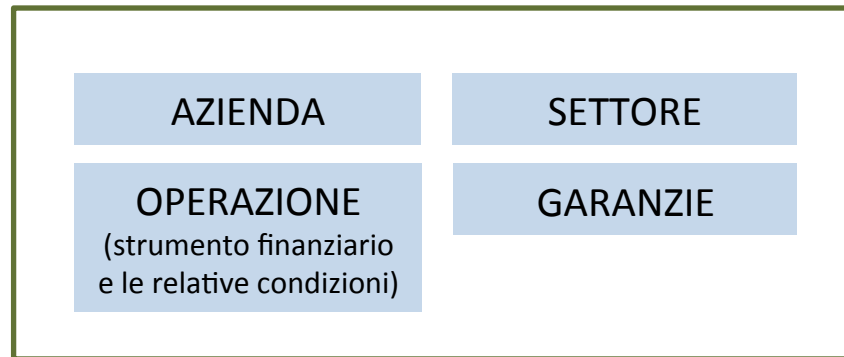 AZIENDA
SETTORE
OPERAZIONE
(strumento finanziario
e le relative condizioni)
GARANZIE